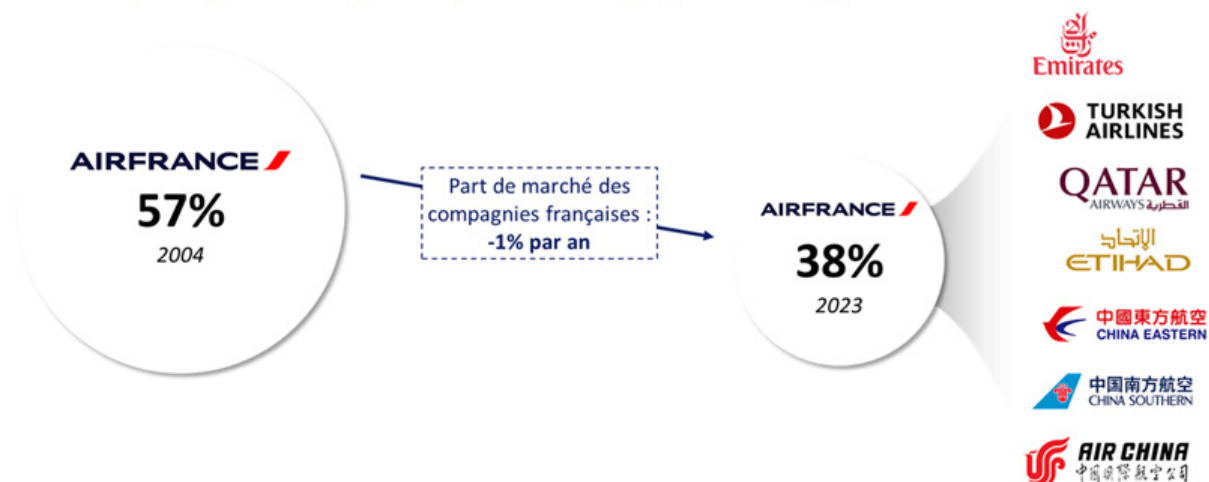 AIRFRANCE
57%
2004
Part de marché des
compagnies françaises :
-1% par an
AIRFRANCE
38%
2023
Emirates
TURKISH
AIRLINES
QATAR
AIRWAYS القطرية
الإتحاد
ETIHAD
中國東方航空
CHINA EASTERN
中国南方航空
CHINA SOUTHERN
AIR CHINA
中国国际航空公司